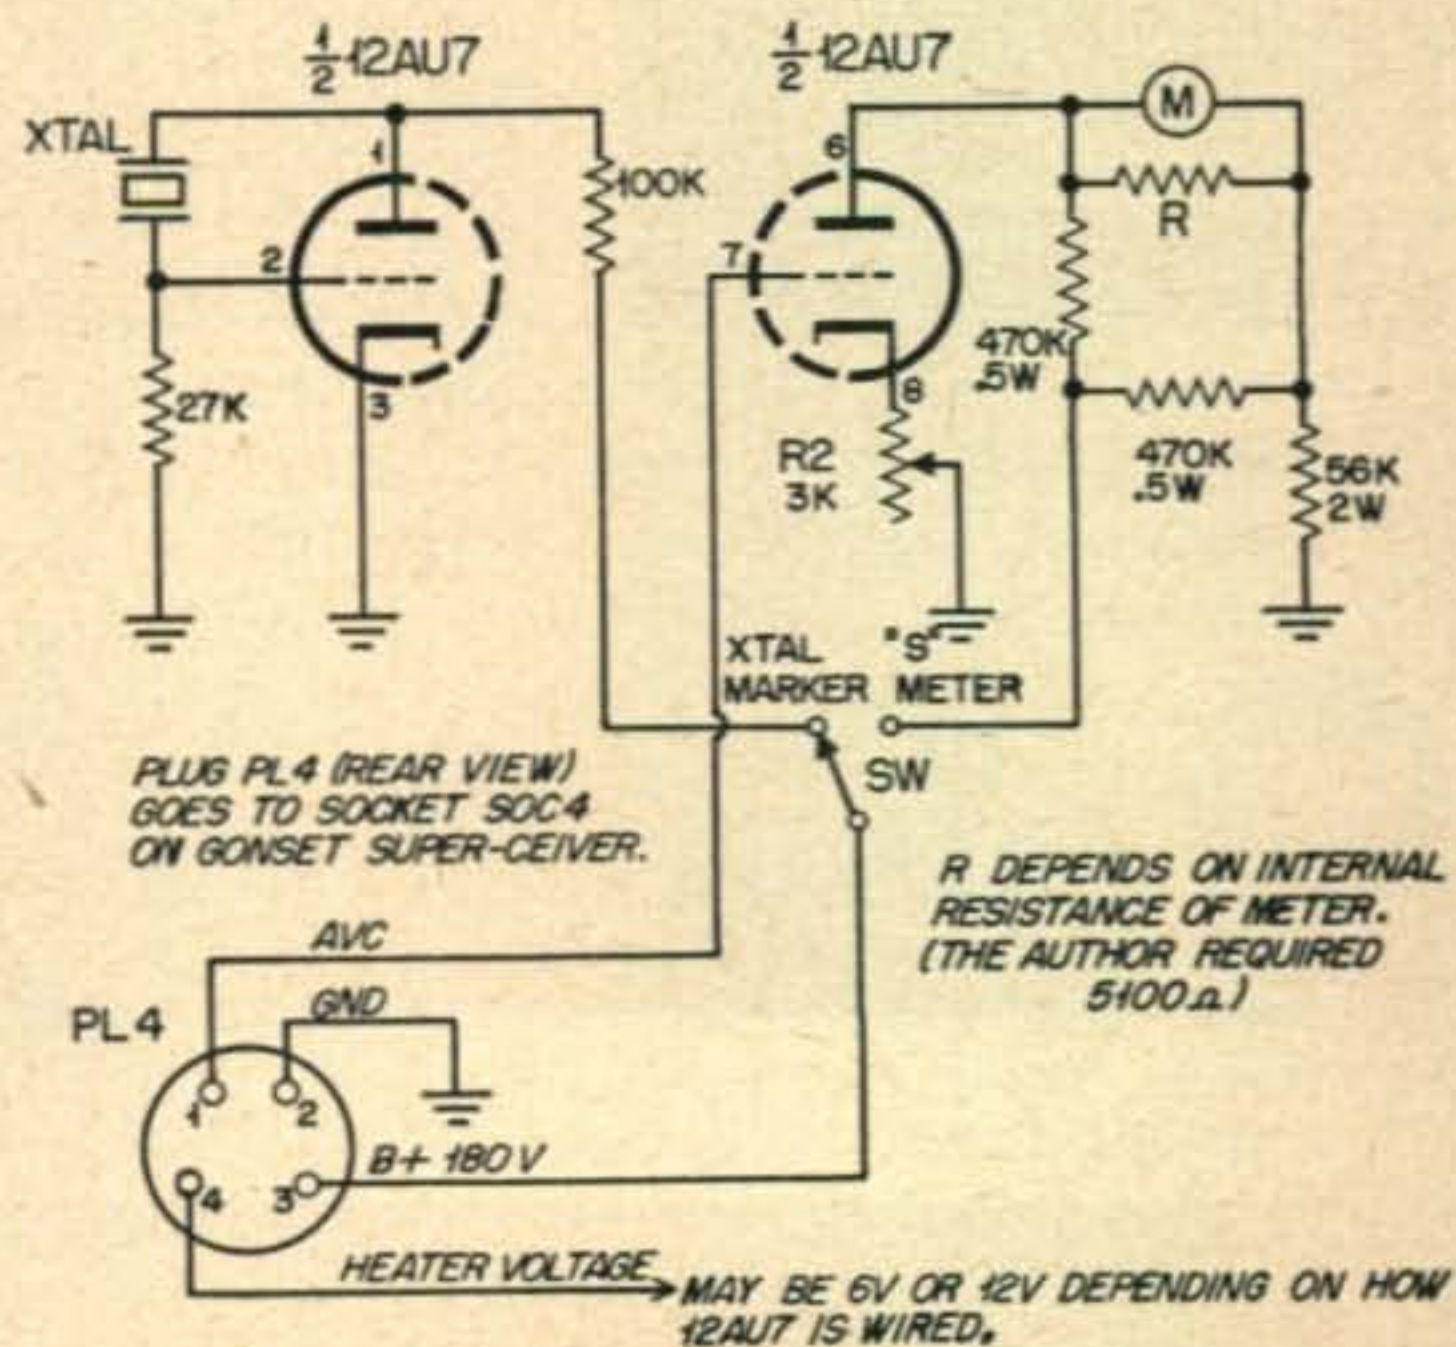 ½ 12AU7
½ 12AU7
XTAL
M
1
6
100K
R
2
7
470K
.5W
27K
3
8
R2
3K
470K
.5W
56K
2W
XTAL
MARKER
"S"
METER
SW
PLUG PL4 (REAR VIEW)
GOES TO SOCKET SOC4
ON GONSET SUPER-CEIVER.
R DEPENDS ON INTERNAL
RESISTANCE OF METER.
(THE AUTHOR REQUIRED
5100Ω)
AVC
GND
PL4
1
2
B+ 180V
4
3
HEATER VOLTAGE
MAY BE 6V OR 12V DEPENDING ON HOW
12AU7 IS WIRED.